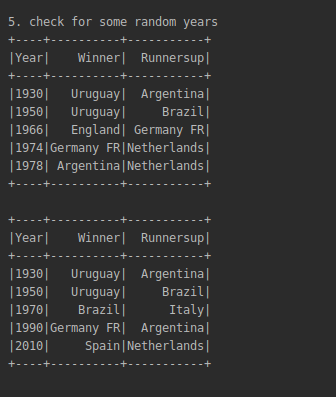 5. check for some random years
+----+----------+-----------+
|Year|    Winner|  Runnersup|
+----+----------+-----------+
|1930|   Uruguay|  Argentina|
|1950|   Uruguay|     Brazil|
|1966|   England| Germany FR|
|1974|Germany FR|Netherlands|
|1978| Argentina|Netherlands|
+----+----------+-----------+

+----+----------+-----------+
|Year|    Winner|  Runnersup|
+----+----------+-----------+
|1930|   Uruguay|  Argentina|
|1950|   Uruguay|     Brazil|
|1970|    Brazil|      Italy|
|1990|Germany FR|  Argentina|
|2010|     Spain|Netherlands|
+----+----------+-----------+